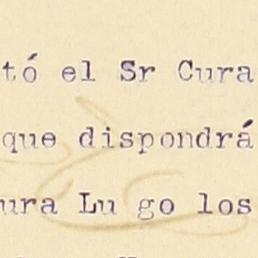 tó el Sr Cura
que dispondrá
ura Lu go los